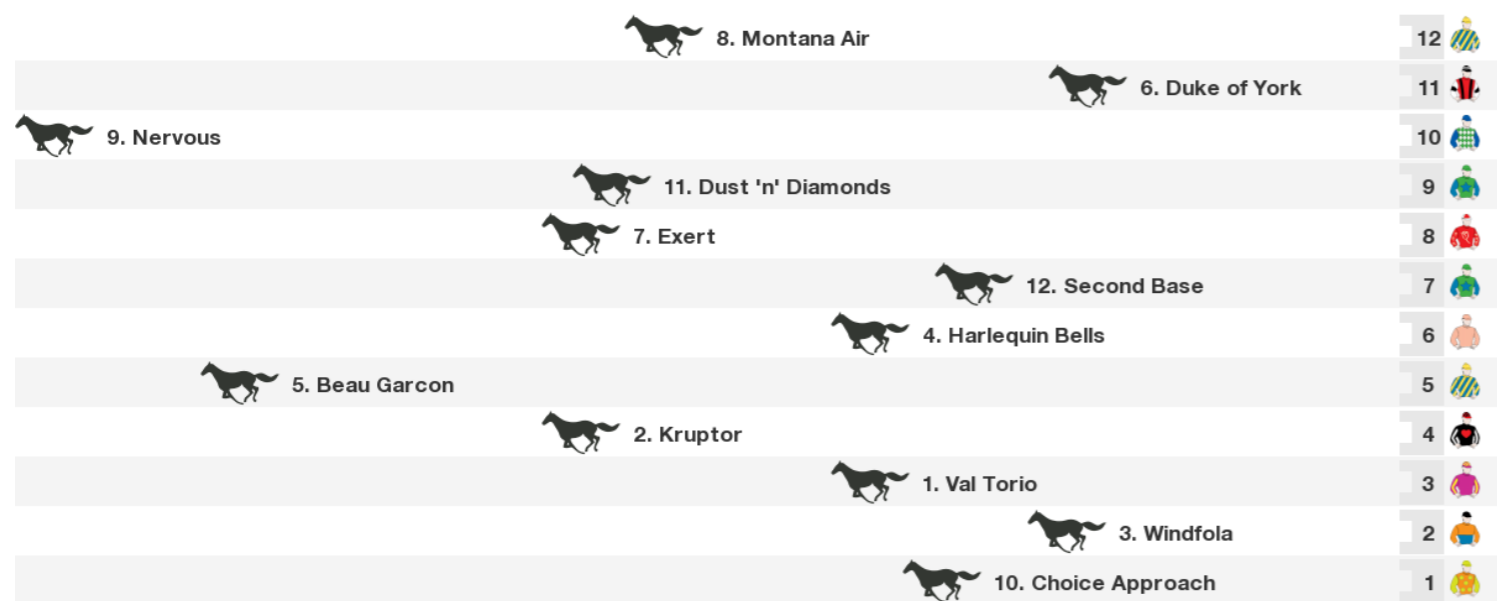 8. Montana Air 12
6. Duke of York 11
9. Nervous 10
11. Dust 'n' Diamonds 9
7. Exert 8
12. Second Base 7
4. Harlequin Bells 6
5. Beau Garcon 5
2. Kruptor 4
1. Val Torio 3
3. Windfola 2
10. Choice Approach 1